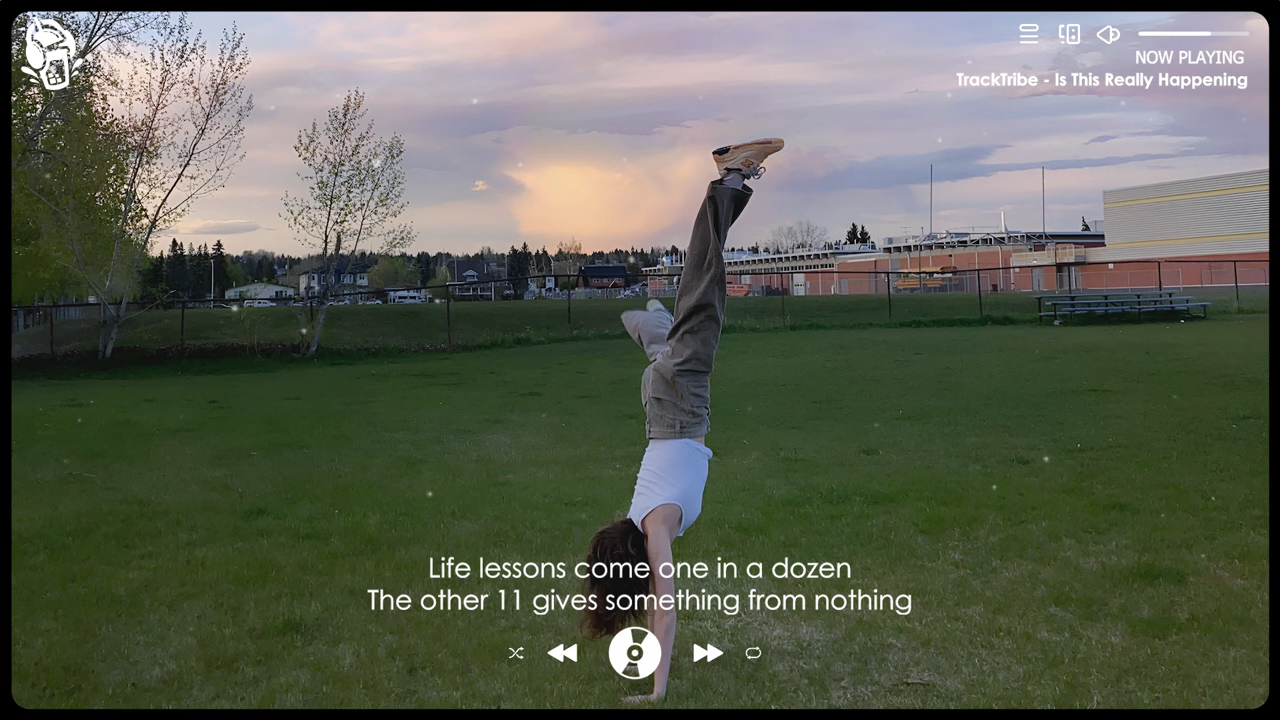 NOW PLAYING
TrackTribe - Is This Really Happening
Life lessons come one in a dozen
The other 11 gives something from nothing